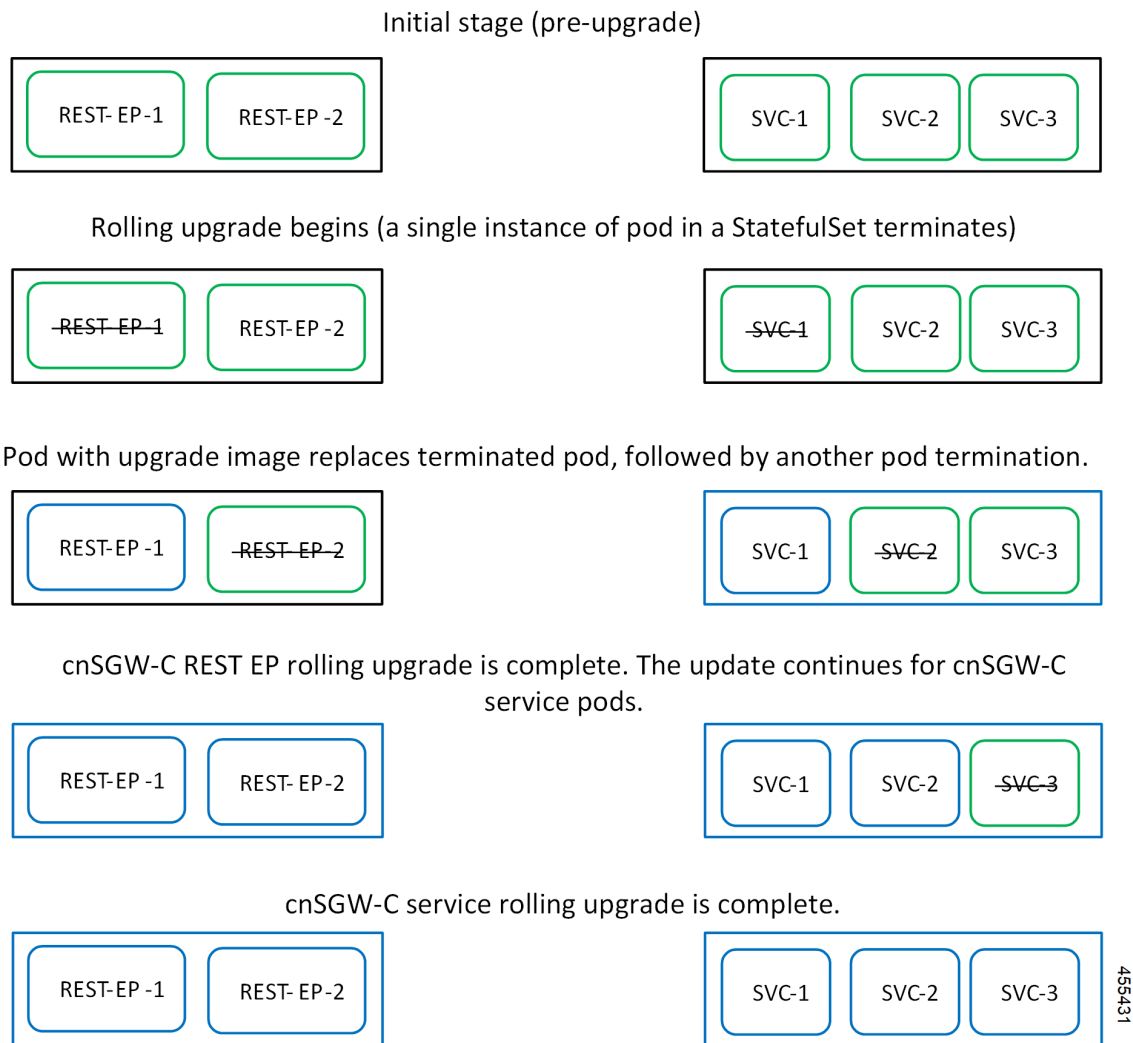 Initial stage (pre-upgrade)
REST- EP -1 REST-EP -2 SVC-1 SVC-2 SVC-3
Rolling upgrade begins (a single instance of pod in a StatefulSet terminates)
REST- EP -1 REST-EP -2 SVC-1 SVC-2 SVC-3
Pod with upgrade image replaces terminated pod, followed by another pod termination.
REST-EP -1 REST- EP -2 SVC-1 SVC-2 SVC-3
cnSGW-C REST EP rolling upgrade is complete. The update continues for cnSGW-C
service pods.
REST-EP -1 REST- EP -2 SVC-1 SVC-2 SVC-3
cnSGW-C service rolling upgrade is complete.
REST-EP -1 REST- EP -2 SVC-1 SVC-2 SVC-3
455431